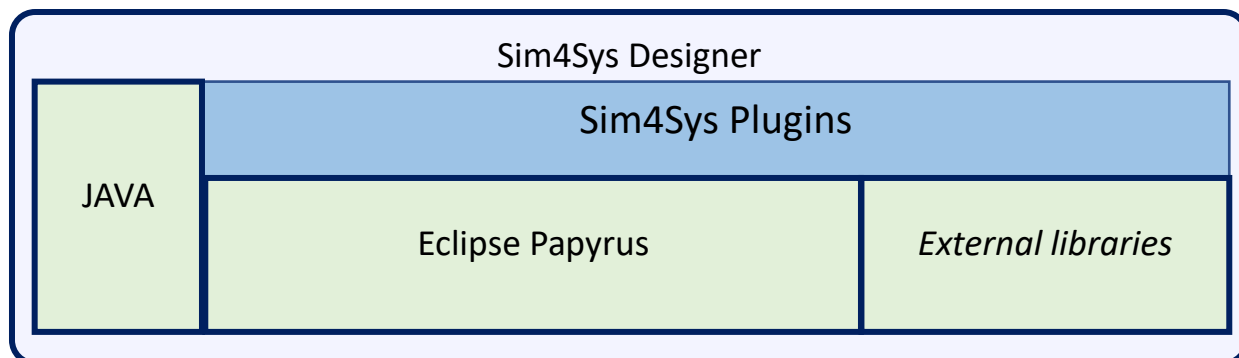 Sim4Sys Designer
Sim4Sys Plugins
JAVA
Eclipse Papyrus
External libraries